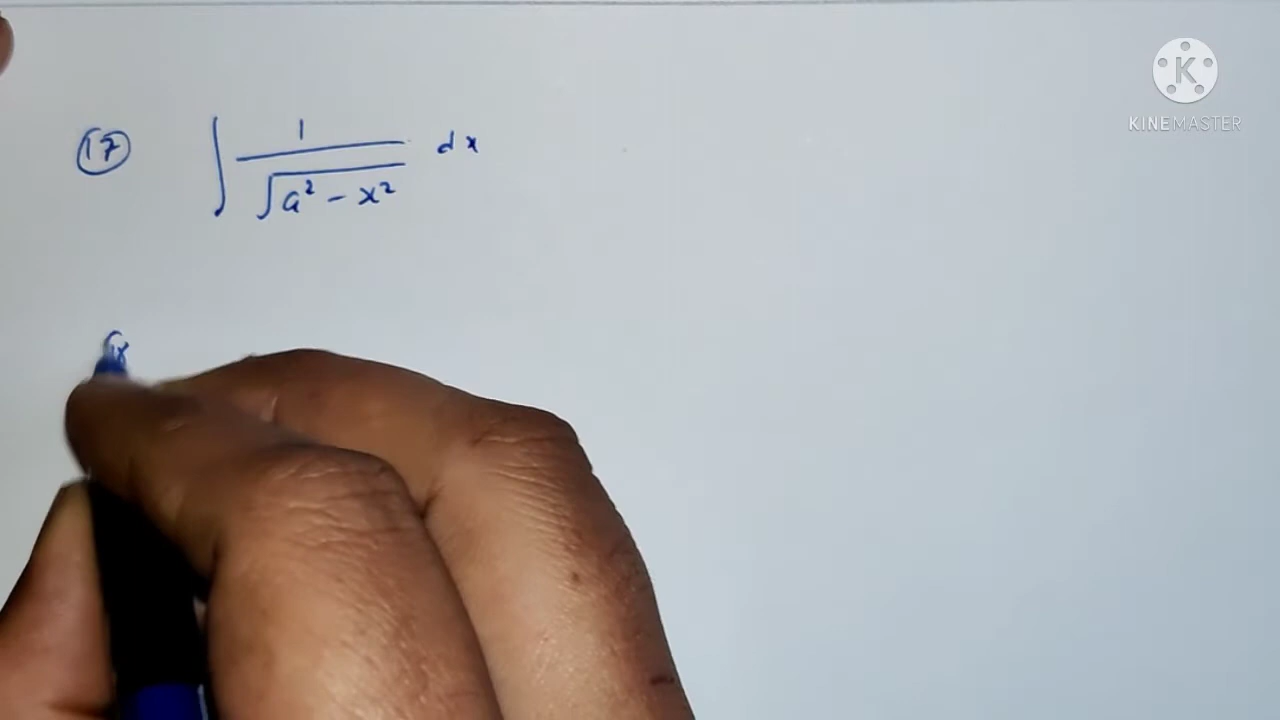 17 ∫ 1/√(a² - x²) dx
K
KINEMASTER